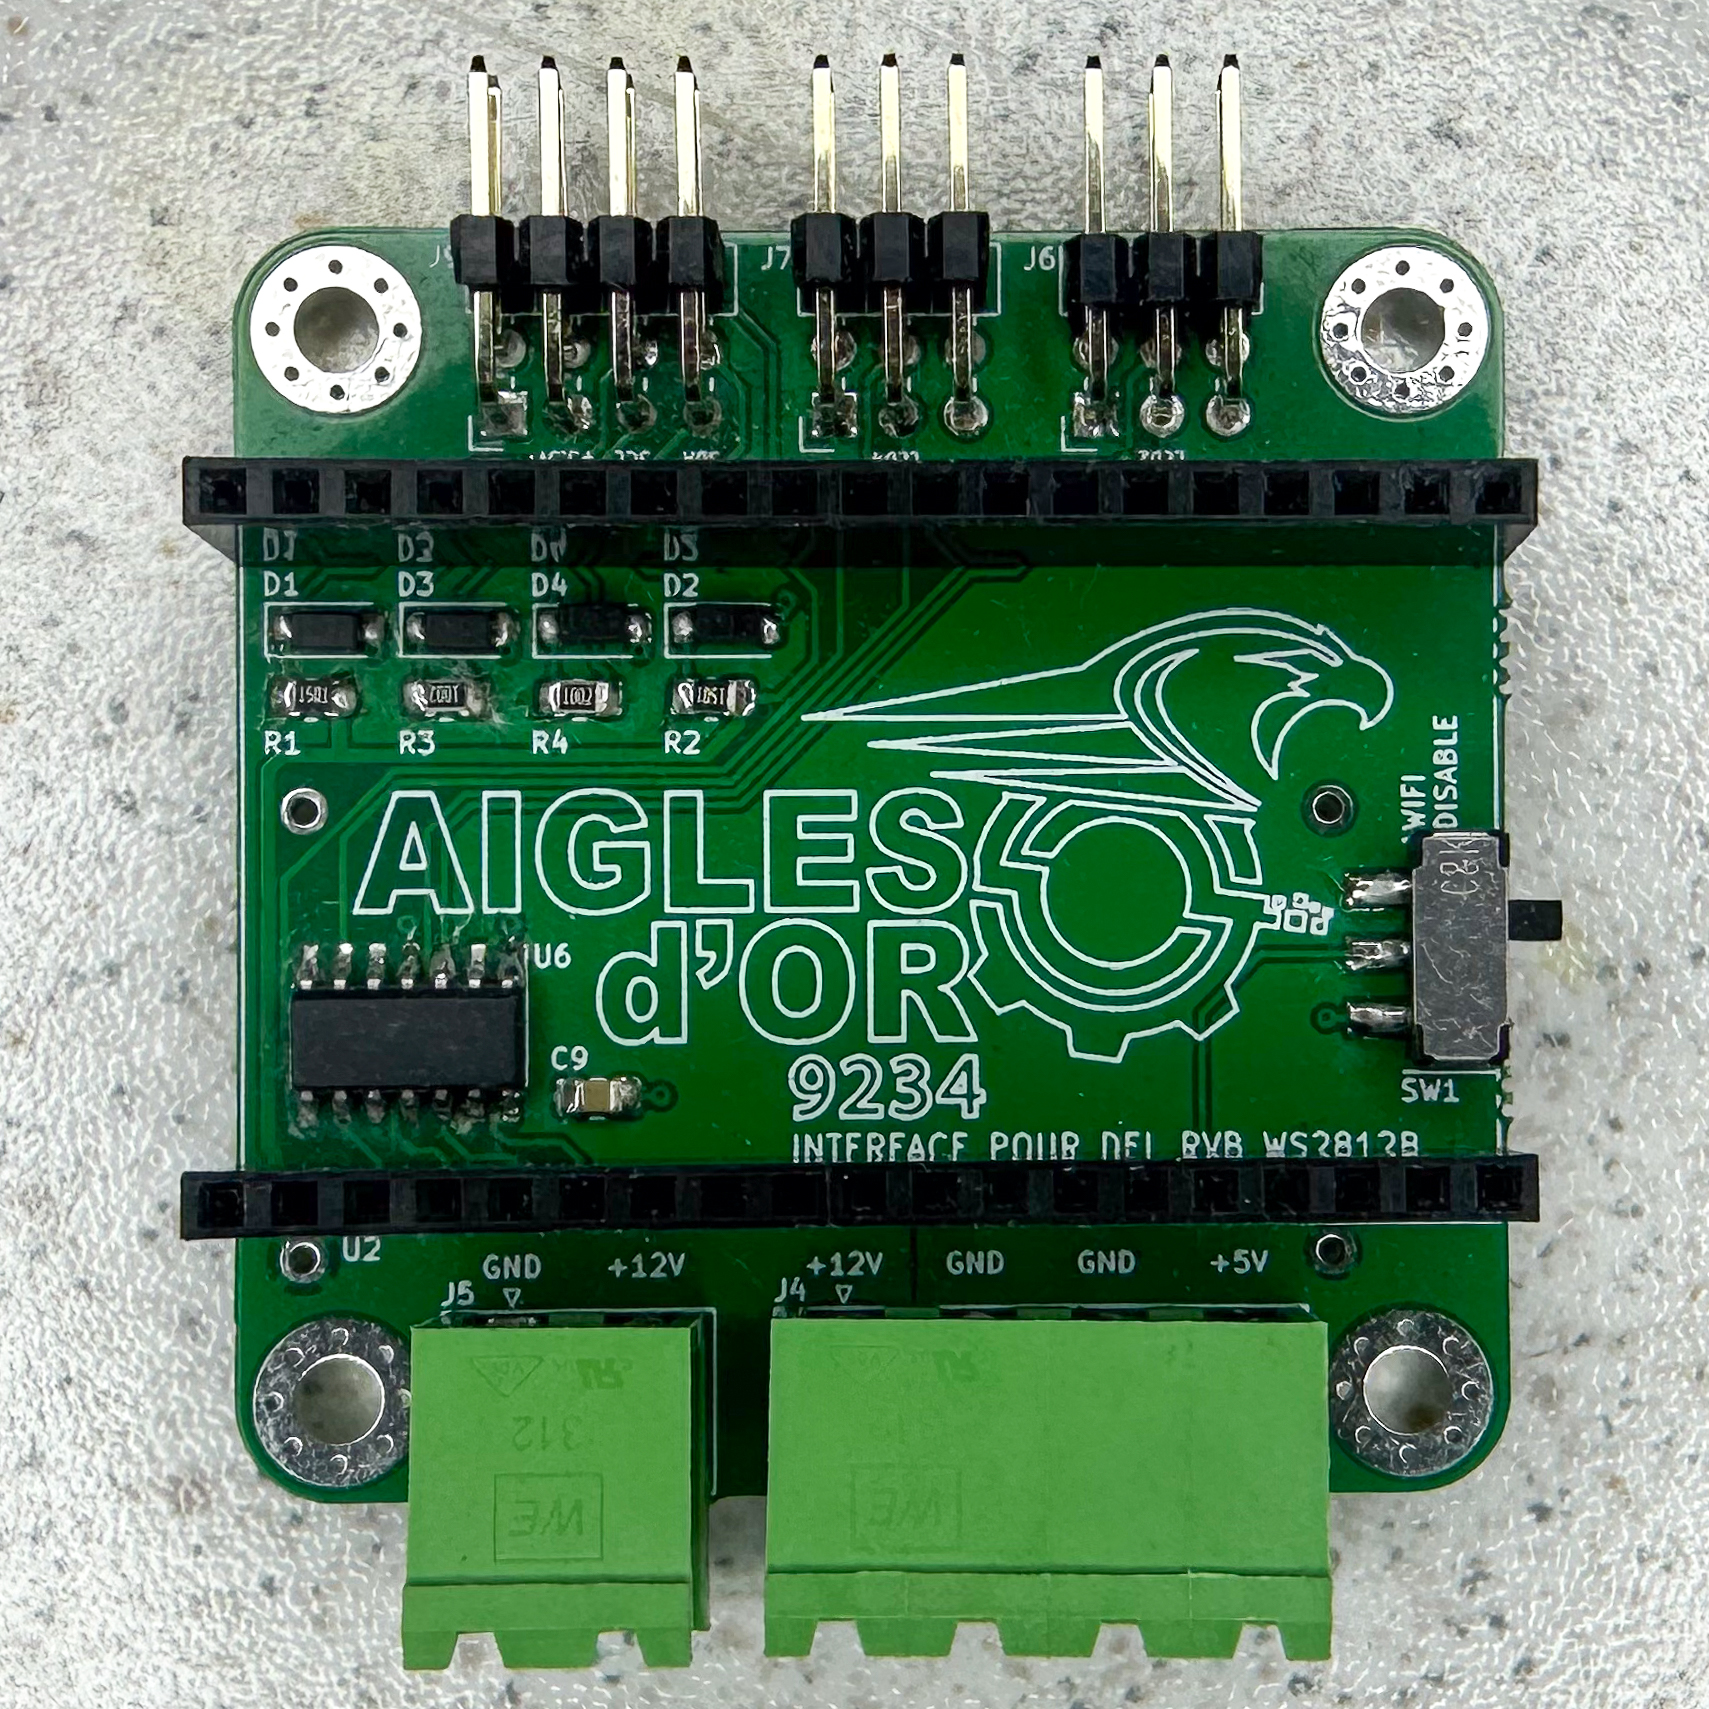 J7
J6
D1
D3
D4
D2
R1
R3
R4
R2
WIFI
DISABLE
AIGLES
d'OR
9234
INTERFACE POUR DEL RVB WS2812B
U6
C9
SW1
U2
GND
+12V
+12V
GND
GND
+5V
J5
J4
312
WE
WE